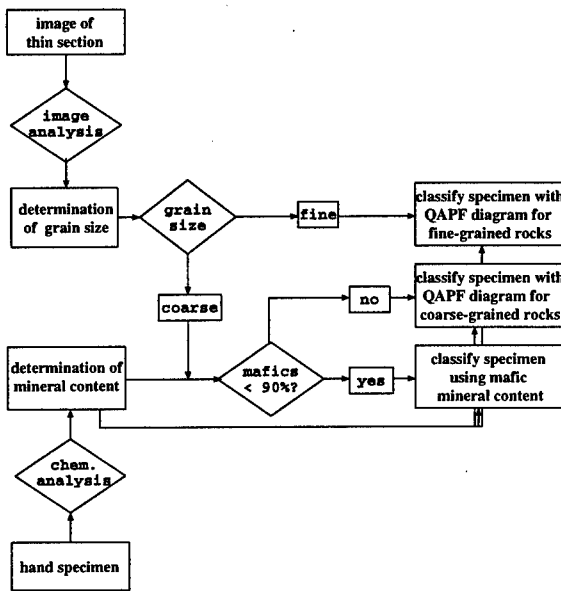 image of
thin section
image
analysis
determination
of grain size
grain
size
fine
classify specimen with
QAPF diagram for
fine-grained rocks
coarse
no
classify specimen with
QAPF diagram for
coarse-grained rocks
determination of
mineral content
mafics
< 90%?
yes
classify specimen
using mafic
mineral content
chem.
analysis
hand specimen